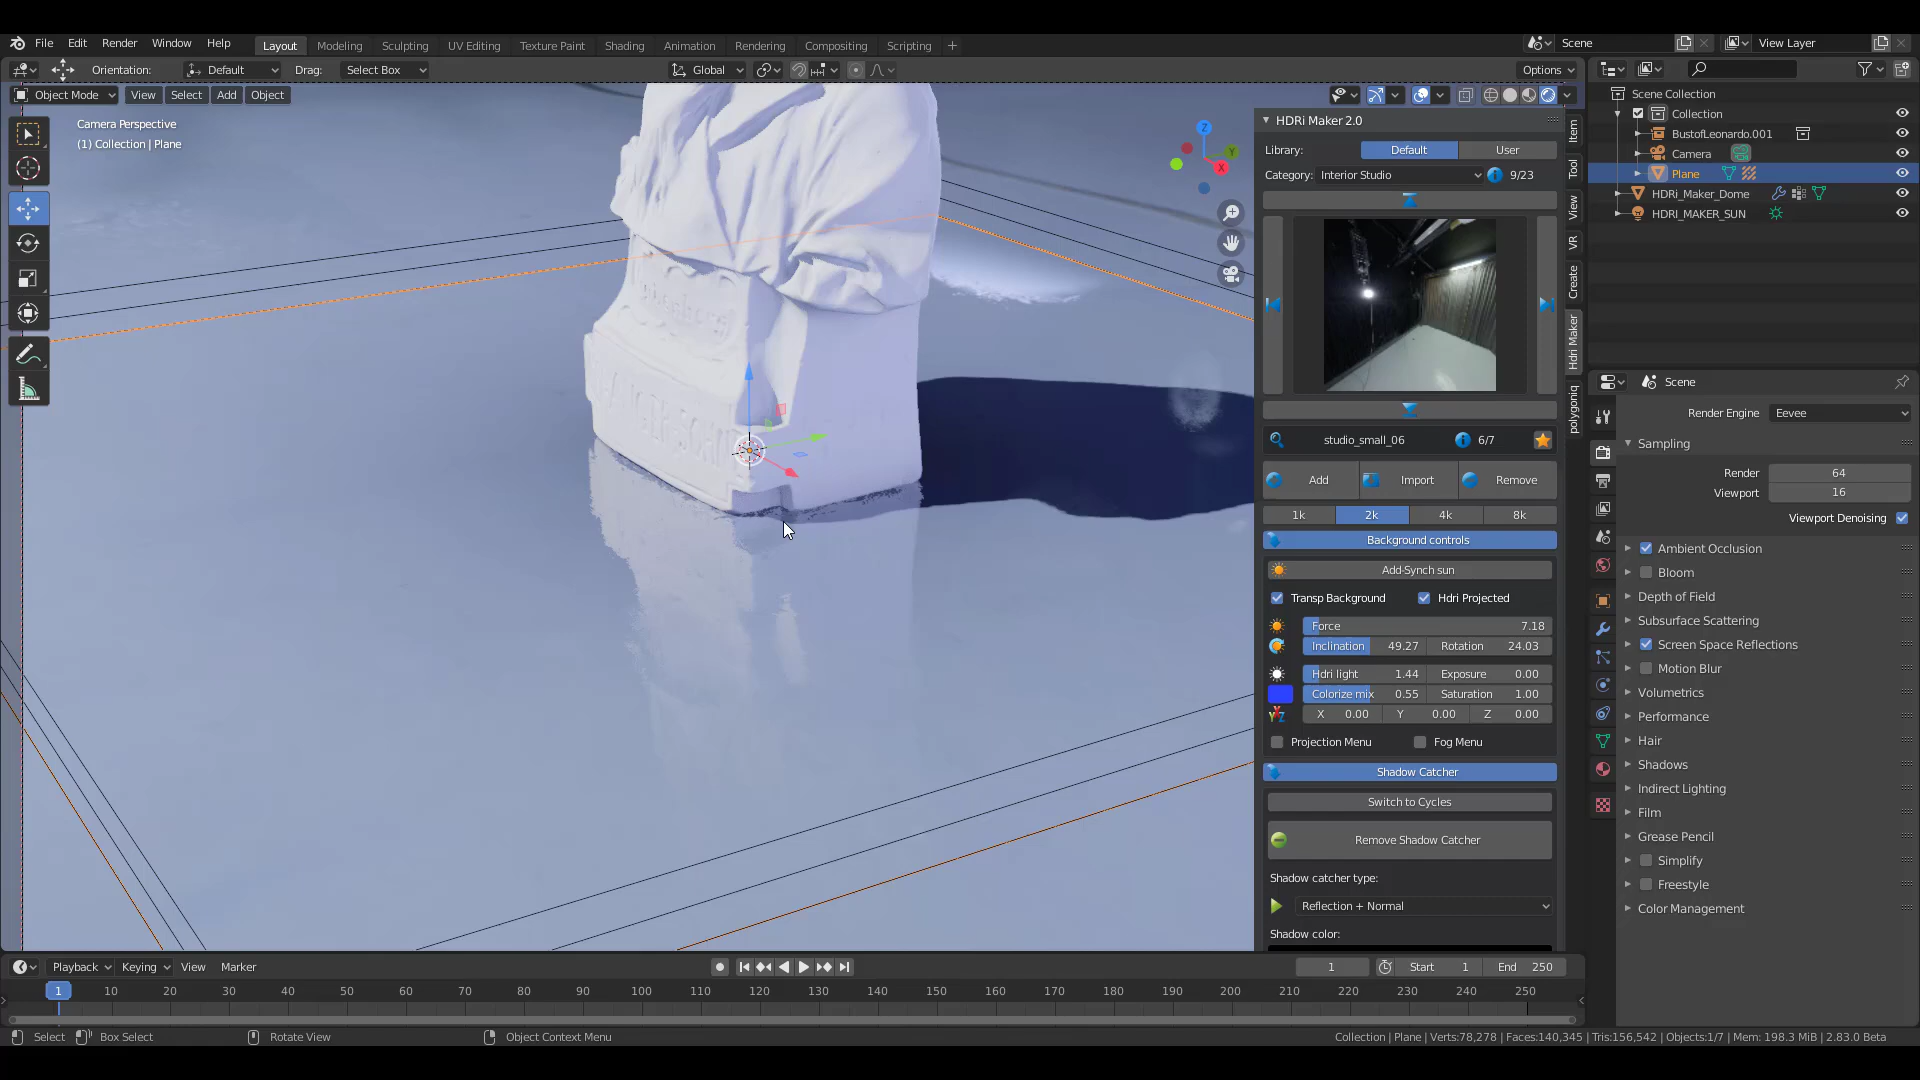 File Edit Render Window Help Layout Modeling Sculpting UV Editing Texture Paint Shading Animation Rendering Compositing Scripting + Scene View Layer
Orientation: Default Drag: Select Box Global Options
Object Mode View Select Add Object
Camera Perspective
(1) Collection | Plane
Z
Y
X
HDRi Maker 2.0
Library: Default User
Category: Interior Studio 9/23
studio_small_06 6/7
Add Import Remove
1k 2k 4k 8k
Background controls
Add-Synch sun
Transp Background Hdri Projected
Force 7.18
Inclination 49.27 Rotation 24.03
Hdri light 1.44 Exposure 0.00
Colorize mix 0.55 Saturation 1.00
X 0.00 Y 0.00 Z 0.00
Projection Menu Fog Menu
Shadow Catcher
Switch to Cycles
Remove Shadow Catcher
Shadow catcher type:
Reflection + Normal
Shadow color:
Item
Tool
View
VR
Create
Hdri Maker
polygoniq
Scene Collection
Collection
BustofLeonardo.001
Camera
Plane
HDRi_Maker_Dome
HDRI_MAKER_SUN
Scene
Render Engine Eevee
Sampling
Render 64
Viewport 16
Viewport Denoising
Ambient Occlusion
Bloom
Depth of Field
Subsurface Scattering
Screen Space Reflections
Motion Blur
Volumetrics
Performance
Hair
Shadows
Indirect Lighting
Film
Grease Pencil
Simplify
Freestyle
Color Management
Playback Keying View Marker 1 Start 1 End 250
1 10 20 30 40 50 60 70 80 90 100 110 120 130 140 150 160 170 180 190 200 210 220 230 240 250
Select Box Select Rotate View Object Context Menu Collection | Plane | Verts:78,278 | Faces:140,345 | Tris:156,542 | Objects:1/7 | Mem: 198.3 MiB | 2.83.0 Beta